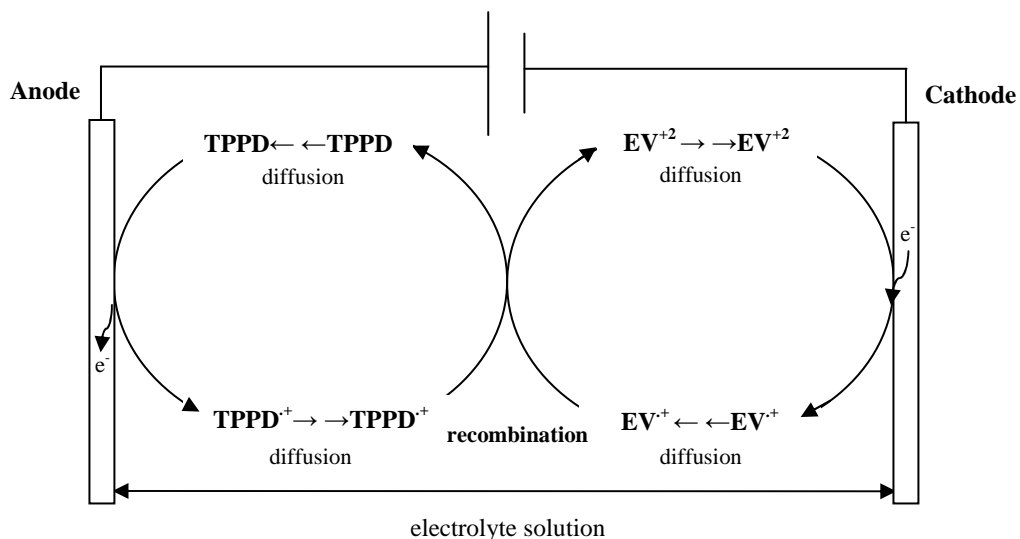 Anode
Cathode
TPPD← ←TPPD
diffusion
EV⁺² → →EV⁺²
diffusion
e⁻
e⁻
TPPD·⁺→ →TPPD·⁺
diffusion
recombination
EV·⁺ ← ←EV·⁺
diffusion
electrolyte solution